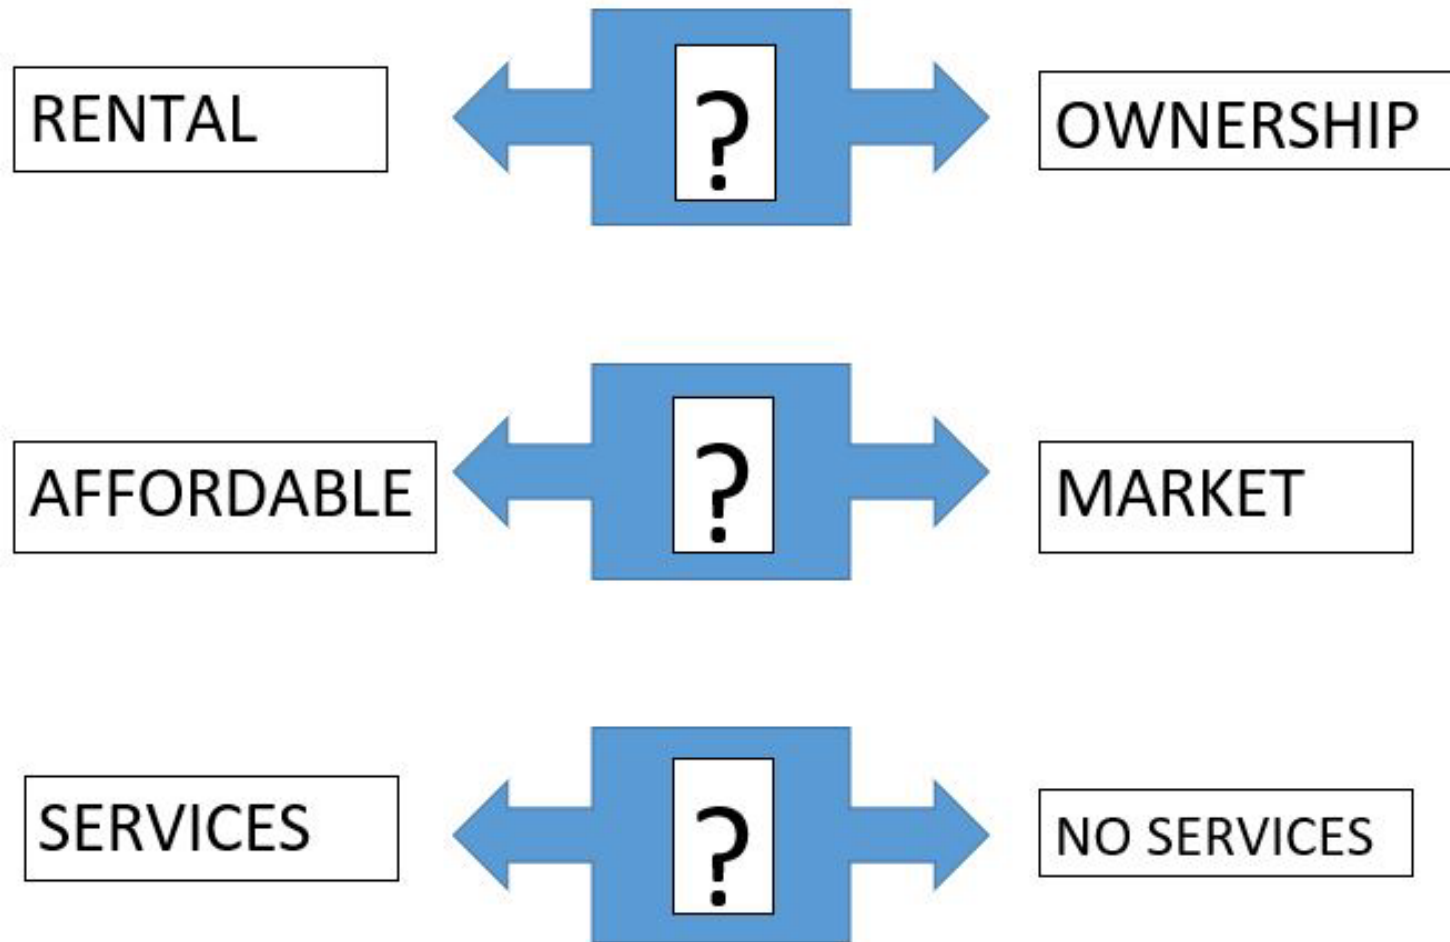 RENTAL
?
OWNERSHIP
AFFORDABLE
?
MARKET
SERVICES
?
NO SERVICES